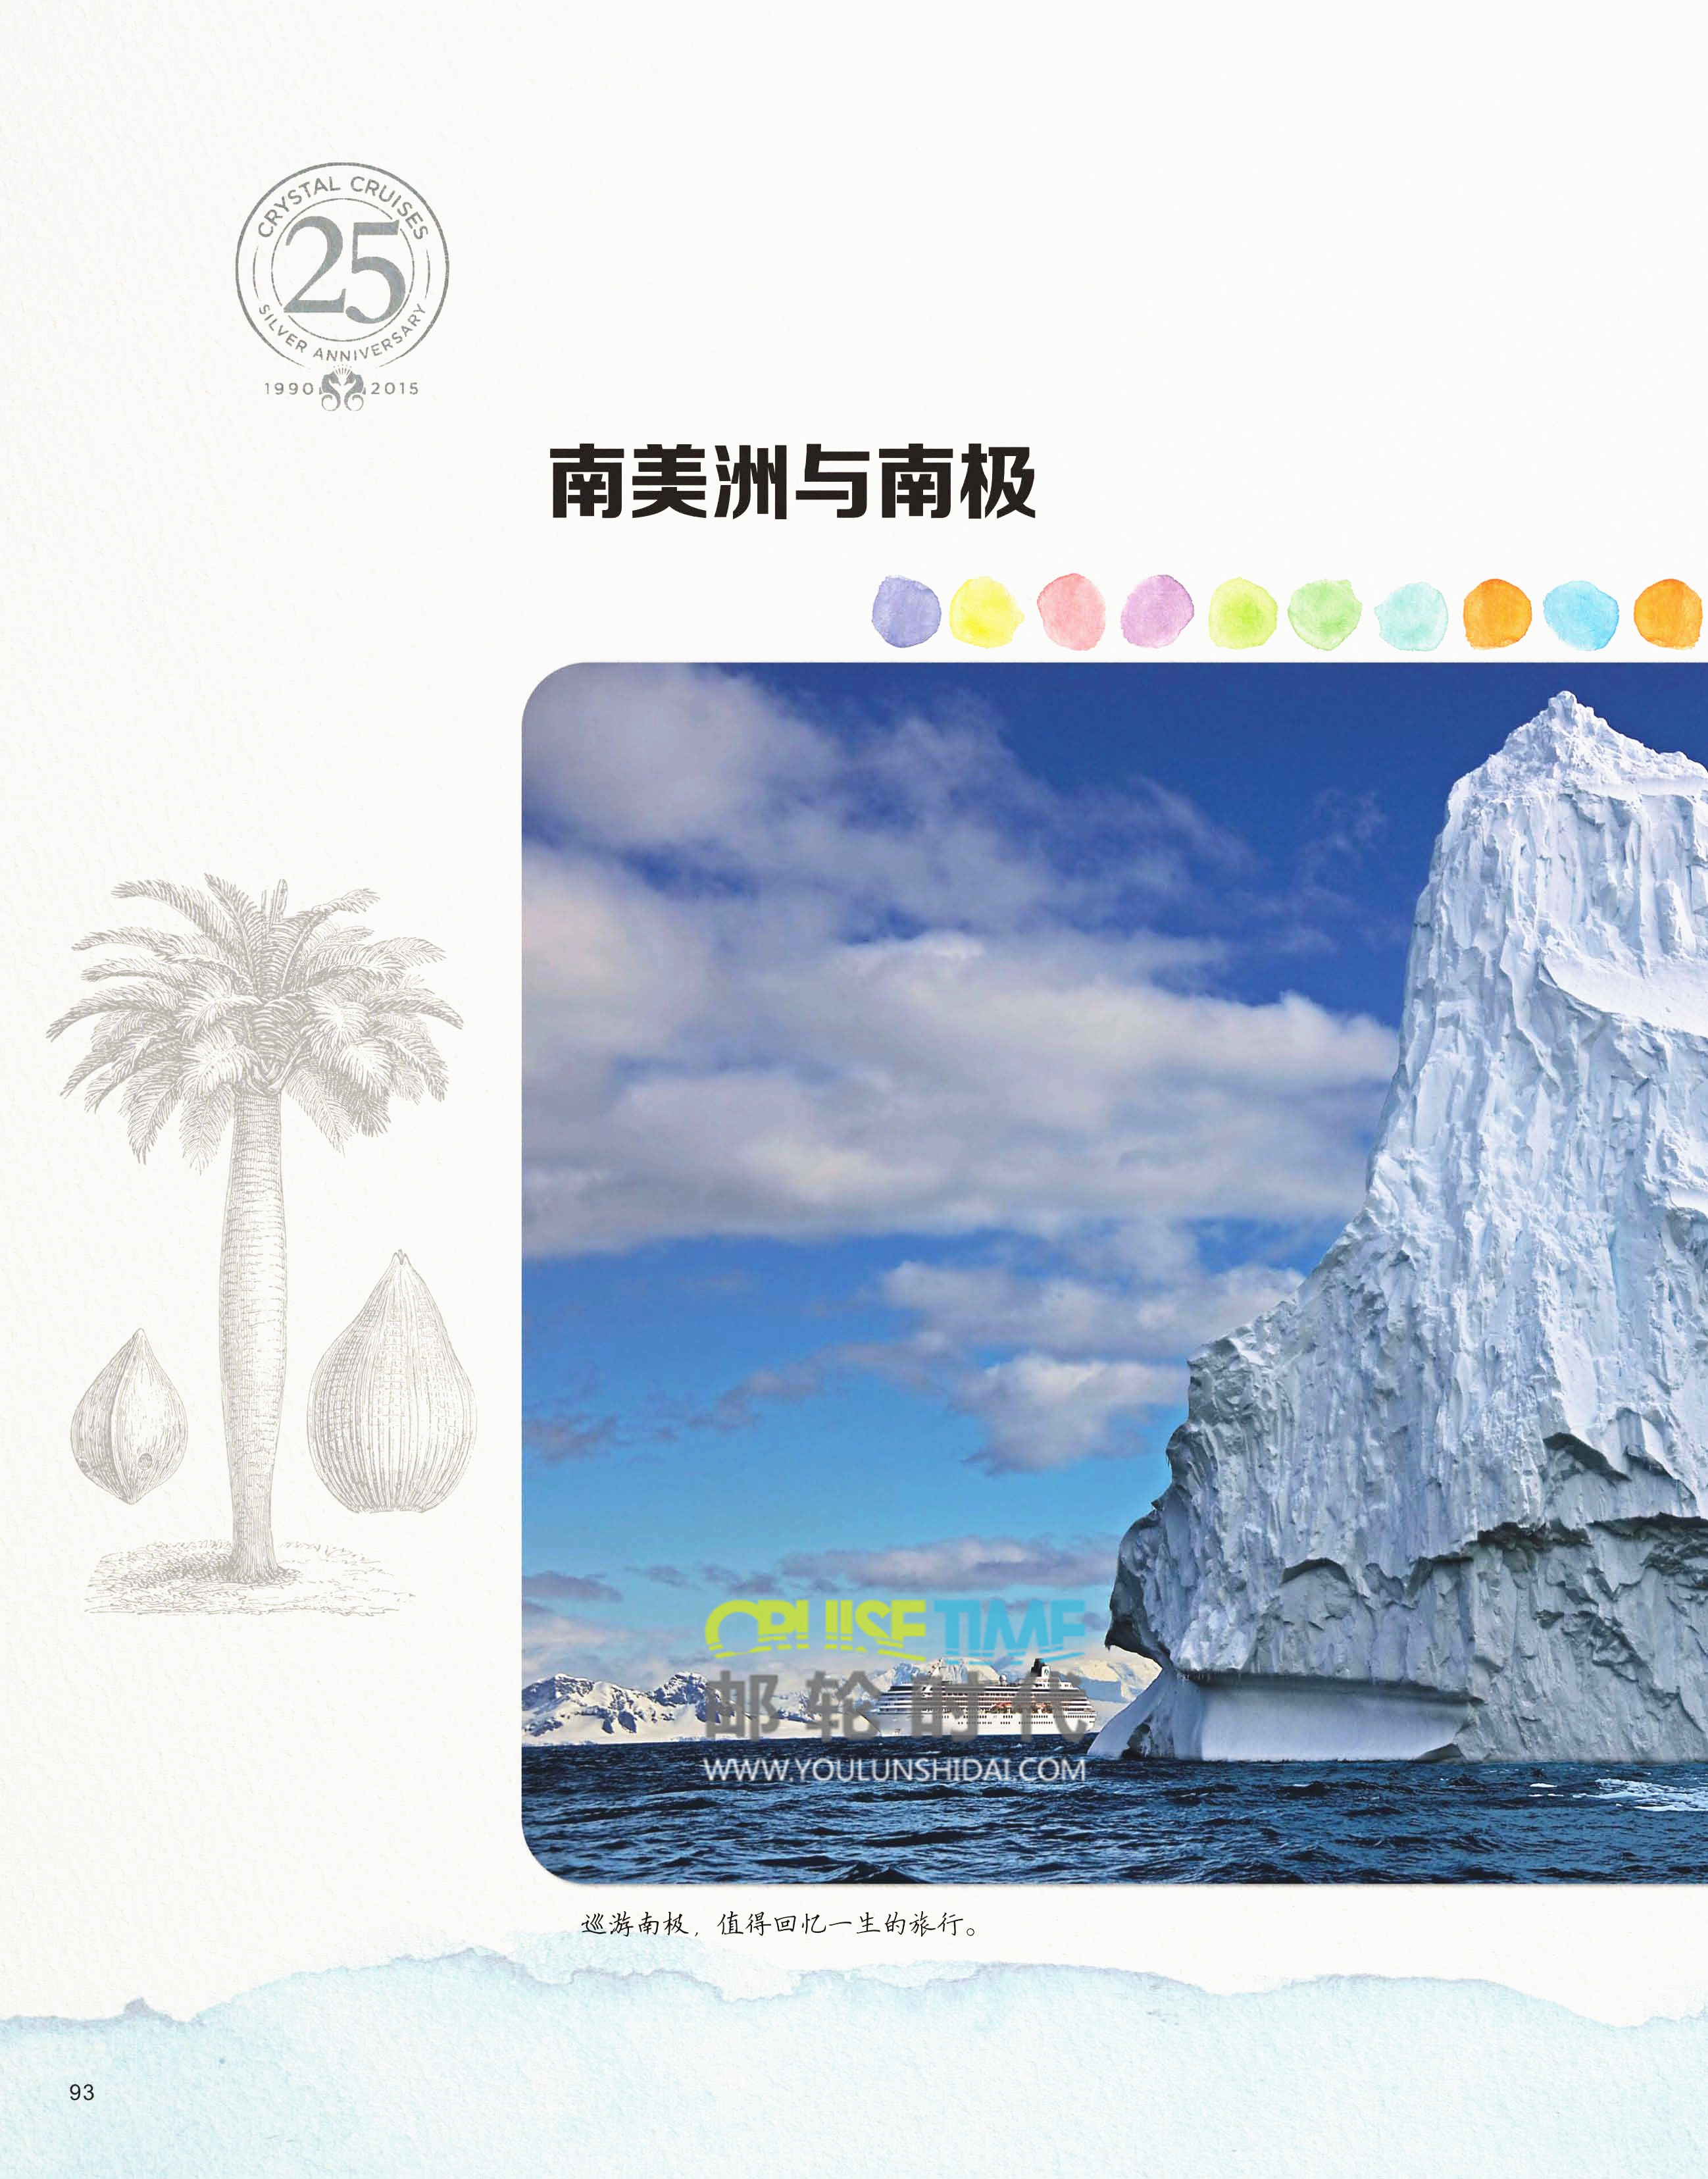 CRYSTAL CRUISES
25
SILVER ANNIVERSARY
1990 2015
南美洲与南极
CRUISE TIME
邮轮时代
WWW.YOULUNSHIDAI.COM
巡游南极，值得回忆一生的旅行。
93